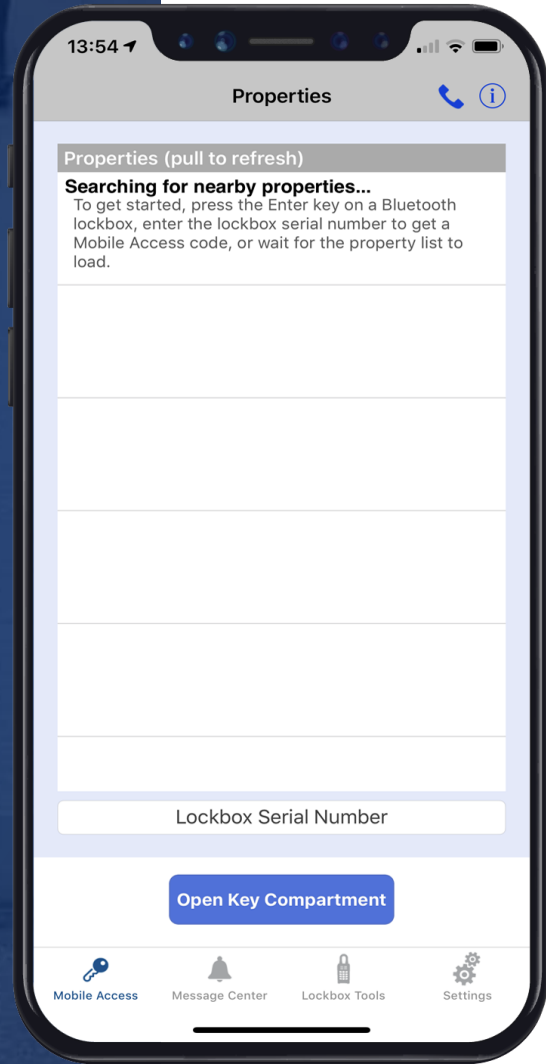 13:54
Properties
Properties (pull to refresh)
Searching for nearby properties...
To get started, press the Enter key on a Bluetooth
lockbox, enter the lockbox serial number to get a
Mobile Access code, or wait for the property list to
load.
Lockbox Serial Number
Open Key Compartment
Mobile Access
Message Center
Lockbox Tools
Settings